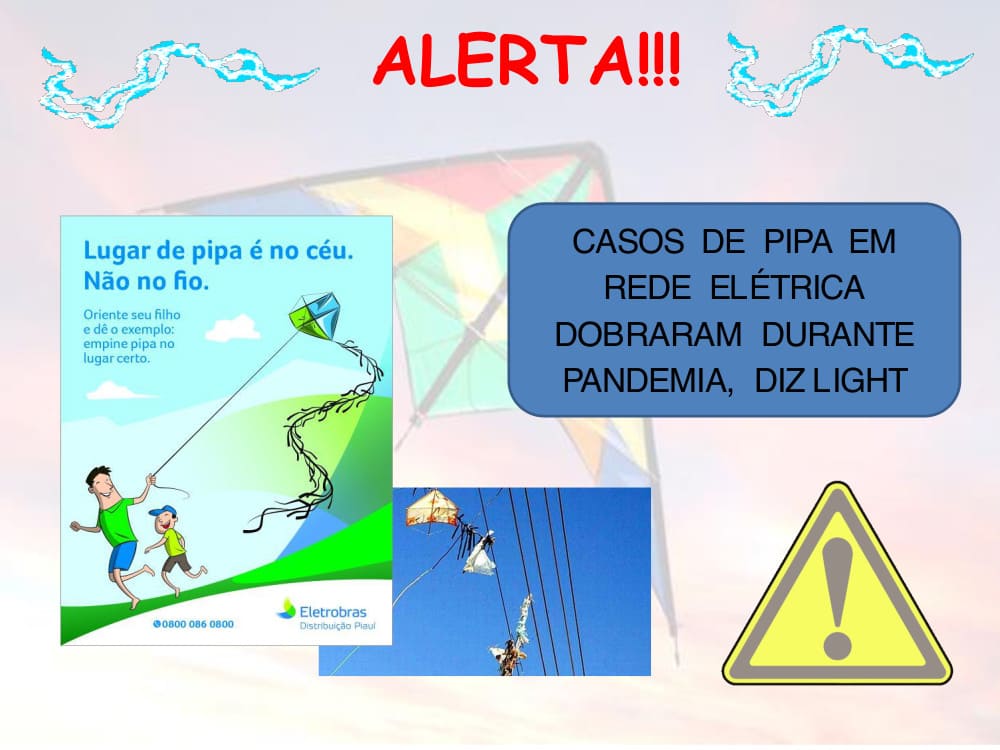 ALERTA!!!
Lugar de pipa é no céu.
Não no fio.
Oriente seu filho
e dê o exemplo:
empine pipa no
lugar certo.
0800 086 0800
Eletrobras
Distribuição Piauí
CASOS DE PIPA EM
REDE ELÉTRICA
DOBRARAM DURANTE
PANDEMIA, DIZ LIGHT
!